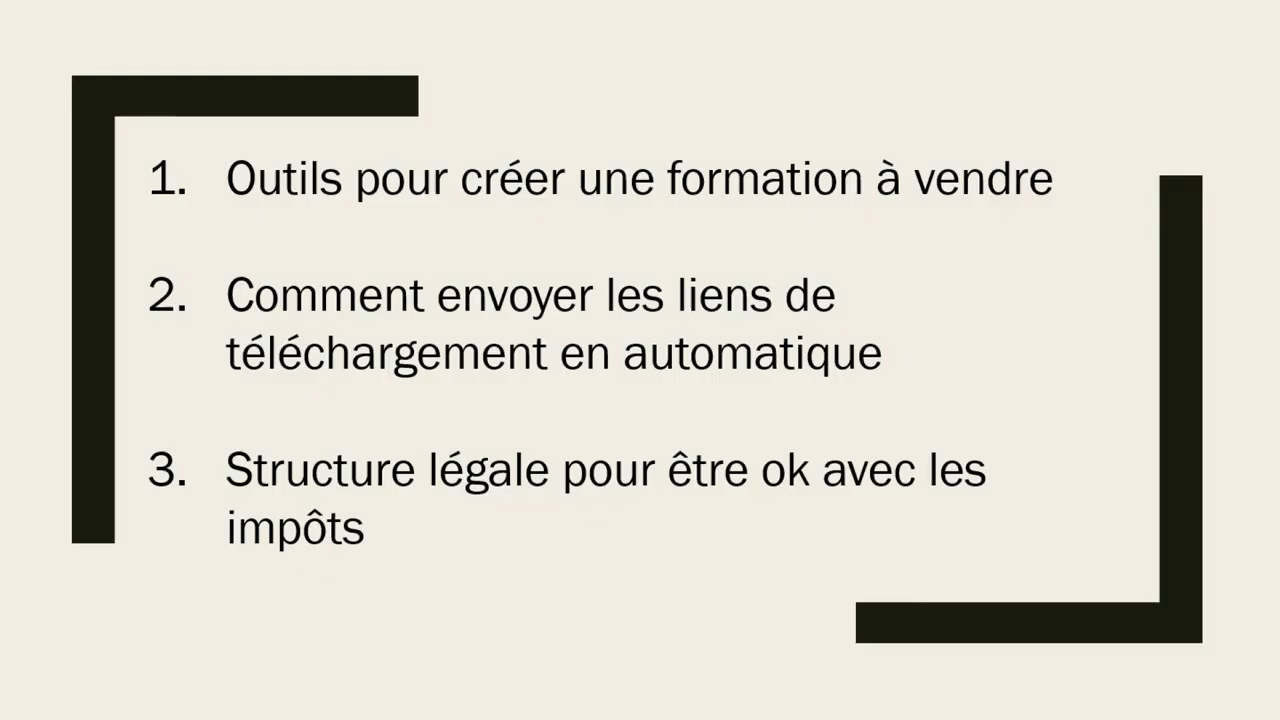 1. Outils pour créer une formation à vendre
2. Comment envoyer les liens de
téléchargement en automatique
3. Structure légale pour être ok avec les
impôts